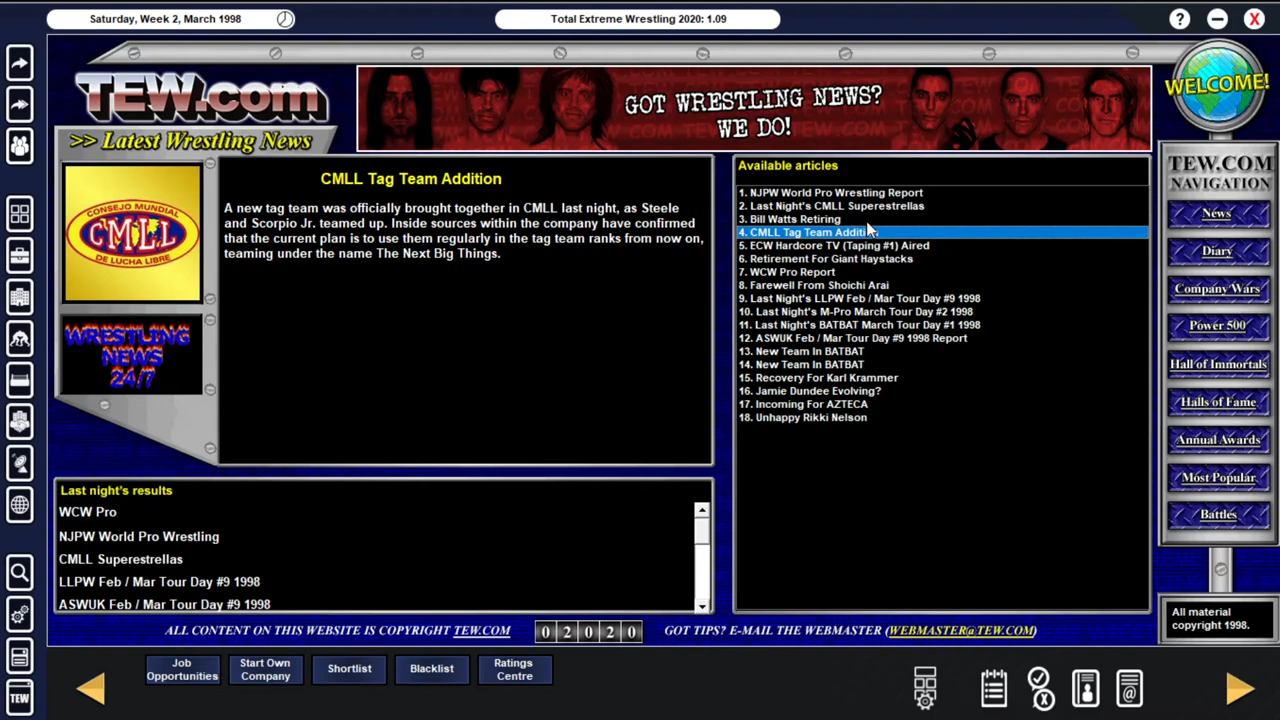 Saturday, Week 2, March 1998
Total Extreme Wrestling 2020: 1.09
?
X
TEW.com
>> Latest Wrestling News
GOT WRESTLING NEWS?
WE DO!
WELCOME!
CONSEJO MUNDIAL
CMLL
DE LUCHA LIBRE
WRESTLING
NEWS
24/7
CMLL Tag Team Addition
A new tag team was officially brought together in CMLL last night, as Steele
and Scorpio Jr. teamed up. Inside sources within the company have confirmed
that the current plan is to use them regularly in the tag team ranks from now on,
teaming under the name The Next Big Things.
Available articles
1. NJPW World Pro Wrestling Report
2. Last Night's CMLL Superestrellas
3. Bill Watts Retiring
4. CMLL Tag Team Addition
5. ECW Hardcore TV (Taping #1) Aired
6. Retirement For Giant Haystacks
7. WCW Pro Report
8. Farewell From Shoichi Arai
9. Last Night's LLPW Feb / Mar Tour Day #9 1998
10. Last Night's M-Pro March Tour Day #2 1998
11. Last Night's BATBAT March Tour Day #1 1998
12. ASWUK Feb / Mar Tour Day #9 1998 Report
13. New Team In BATBAT
14. New Team In BATBAT
15. Recovery For Karl Krammer
16. Jamie Dundee Evolving?
17. Incoming For AZTECA
18. Unhappy Rikki Nelson
TEW.COM
NAVIGATION
News
Diary
Company Wars
Power 500
Hall of Immortals
Halls of Fame
Annual Awards
Most Popular
Battles
All material
copyright 1998.
Last night's results
WCW Pro
NJPW World Pro Wrestling
CMLL Superestrellas
LLPW Feb / Mar Tour Day #9 1998
ASWUK Feb / Mar Tour Day #9 1998
ALL CONTENT ON THIS WEBSITE IS COPYRIGHT TEW.COM
0 2 0 2 0
GOT TIPS? E-MAIL THE WEBMASTER (WEBMASTER@TEW.COM)
Job
Opportunities
Start Own
Company
Shortlist
Blacklist
Ratings
Centre
TEW